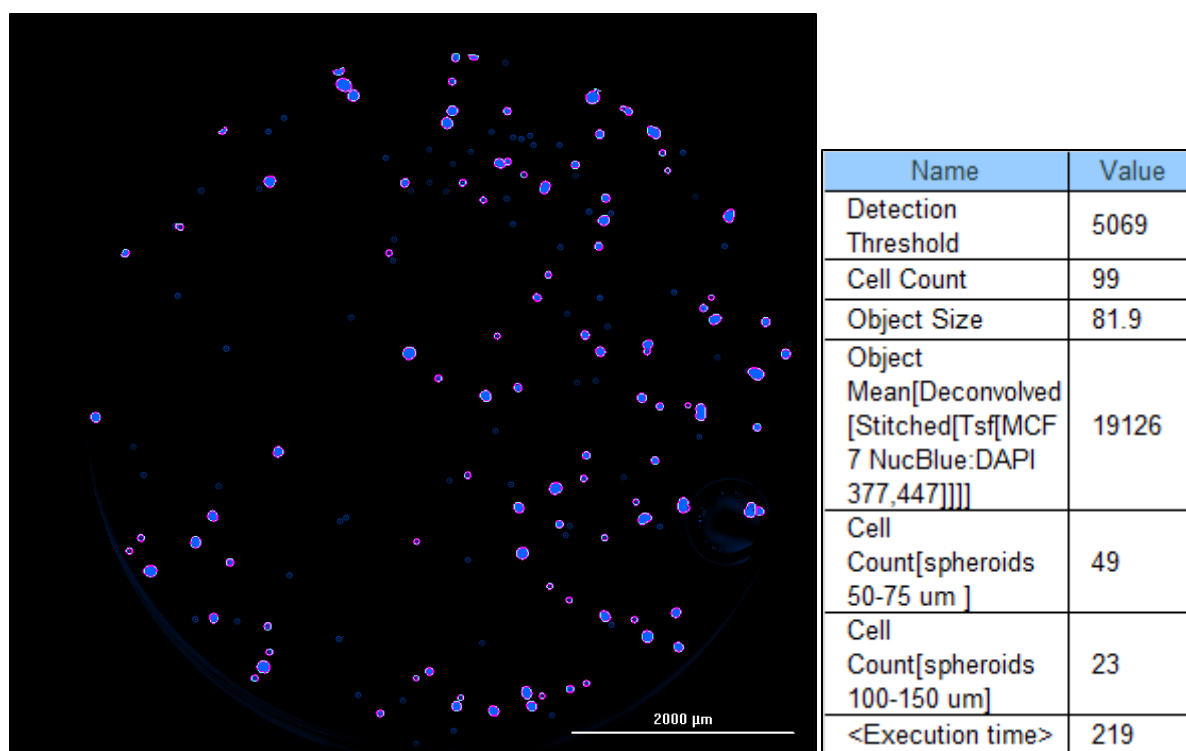 2000 µm
Name Value
Detection
Threshold 5069
Cell Count 99
Object Size 81.9
Object
Mean[Deconvolved
[Stitched[Tsf[MCF
7 NucBlue:DAPI
377,447]]]] 19126
Cell
Count[spheroids
50-75 um ] 49
Cell
Count[spheroids
100-150 um] 23
<Execution time> 219